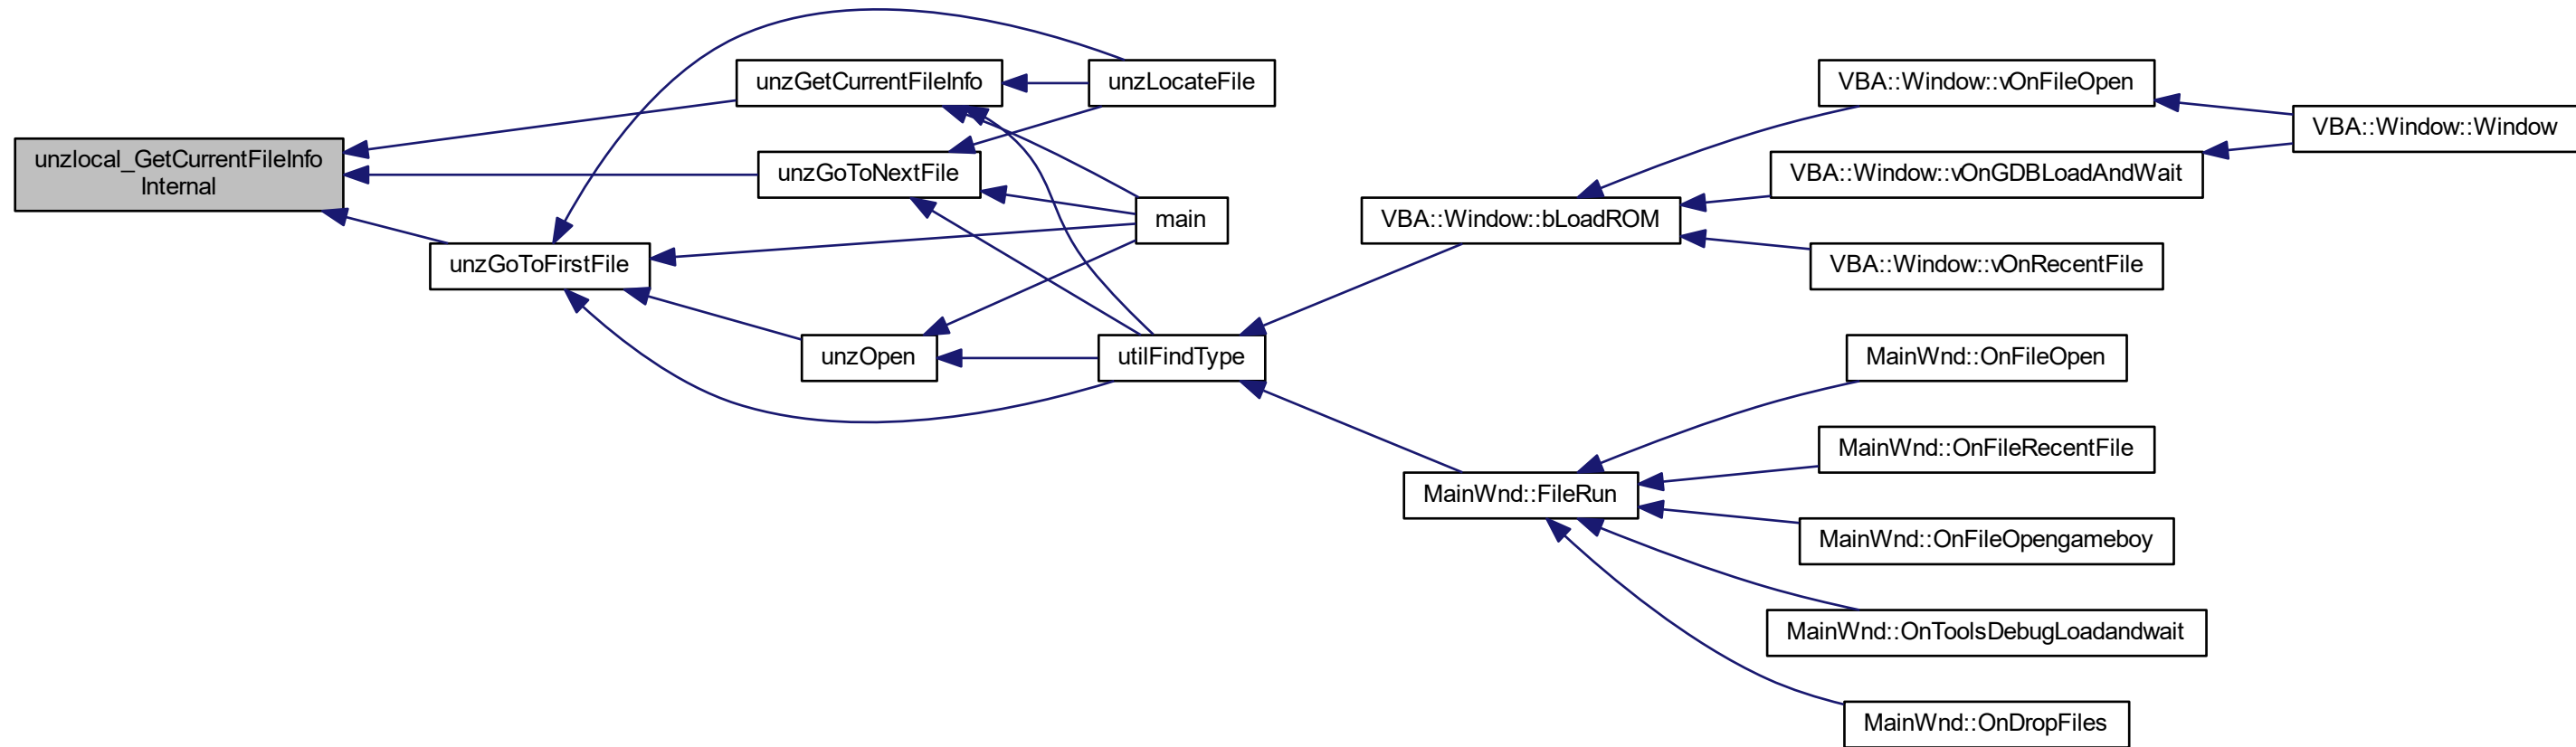 unzlocal_GetCurrentFileInfo
Internal
unzGetCurrentFileInfo
unzGoToNextFile
unzGoToFirstFile
unzOpen
unzLocateFile
main
utilFindType
VBA::Window::bLoadROM
MainWnd::FileRun
VBA::Window::vOnFileOpen
VBA::Window::vOnGDBLoadAndWait
VBA::Window::vOnRecentFile
MainWnd::OnFileOpen
MainWnd::OnFileRecentFile
MainWnd::OnFileOpengameboy
MainWnd::OnToolsDebugLoadandwait
MainWnd::OnDropFiles
VBA::Window::Window